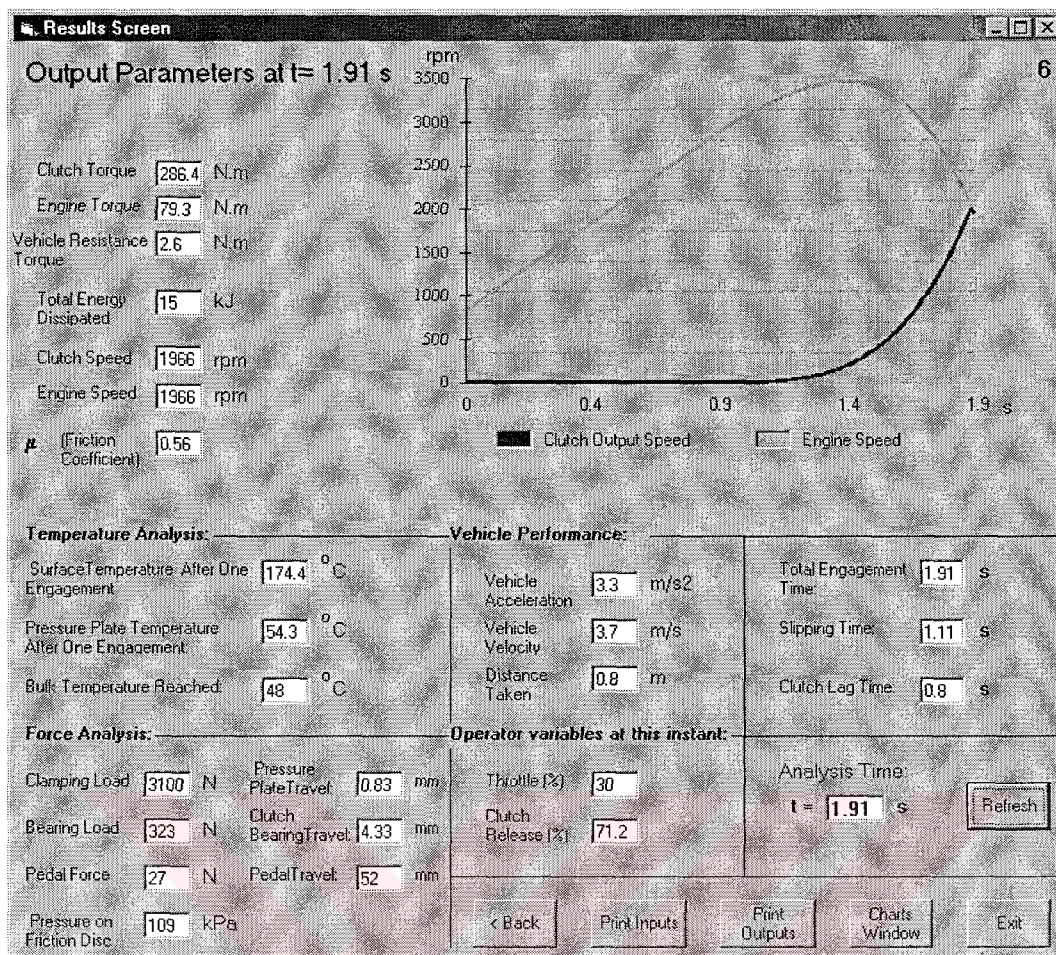 Results Screen
Output Parameters at t= 1.91 s
6
rpm
3500
3000
2500
2000
1500
1000
500
0
0 0.4 0.9 1.4 1.9 s
Clutch Output Speed Engine Speed
Clutch Torque 286.4 N.m
Engine Torque 79.3 N.m
Vehicle Resistance 2.6 N.m
Torque
Total Energy 15 kJ
Dissipated
Clutch Speed 1966 rpm
Engine Speed 1966 rpm
μ (Friction 0.56
Coefficient)
Temperature Analysis:
SurfaceTemperature After One 174.4 °C
Engagement
Pressure Plate Temperature 54.3 °C
After One Engagement:
Bulk Temperature Reached: 48 °C
Vehicle Performance:
Vehicle 3.3 m/s2
Acceleration
Vehicle 3.7 m/s
Velocity
Distance 0.8 m
Taken
Total Engagement 1.91 s
Time:
Slipping Time: 1.11 s
Clutch Lag Time: 0.8 s
Force Analysis:
Clamping Load 3100 N
Bearing Load 323 N
Pedal Force 27 N
Pressure on 109 kPa
Friction Disc
Pressure 0.83 mm
PlateTravel:
Clutch 4.33 mm
BearingTravel:
PedalTravel: 52 mm
Operator variables at this instant:
Throttle (%) 30
Clutch 71.2
Release (%)
Analysis Time:
t = 1.91 s
Refresh
< Back
Print Inputs
Print
Outputs
Charts
Window
Exit